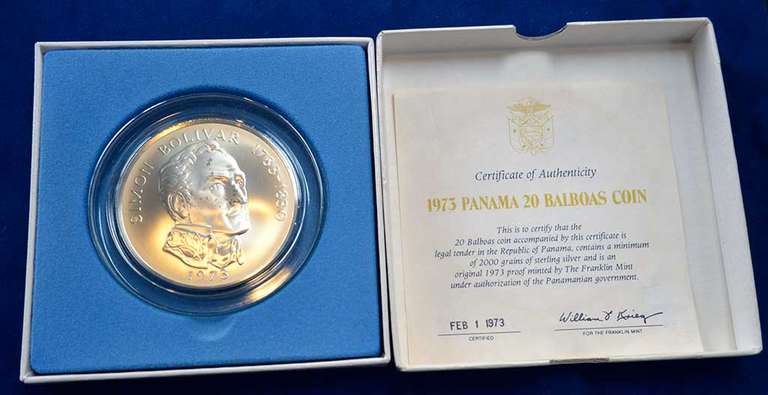 SIMON BOLIVAR 1783-1830
1973
Certificate of Authenticity
1973 PANAMA 20 BALBOAS COIN
This is to certify that the
20 Balboas coin accompanied by this certificate is
legal tender in the Republic of Panama, contains a minimum
of 2000 grains of sterling silver and is an
original 1973 proof minted by The Franklin Mint
under authorization of the Panamanian government.
FEB 1 1973
CERTIFIED
FOR THE FRANKLIN MINT